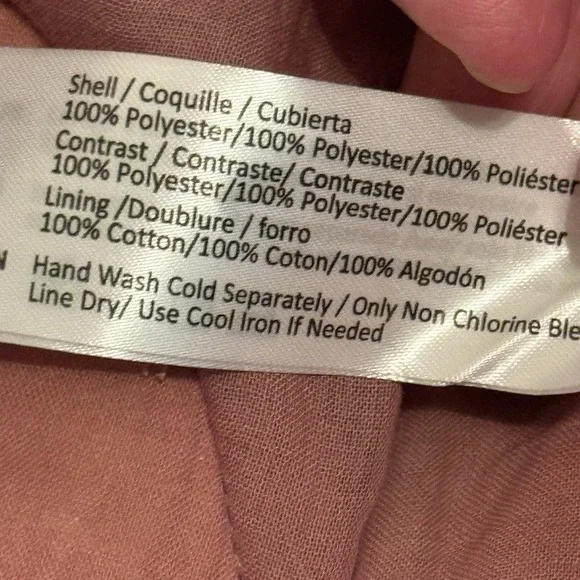 Shell / Coquille / Cubierta
100% Polyester/100% Polyester/100% Poliéster
Contrast / Contraste/ Contraste
100% Polyester/100% Polyester/100% Poliéster
Lining /Doublure / forro
100% Cotton/100% Coton/100% Algodón
Hand Wash Cold Separately / Only Non Chlorine Ble
Line Dry/ Use Cool Iron If Needed